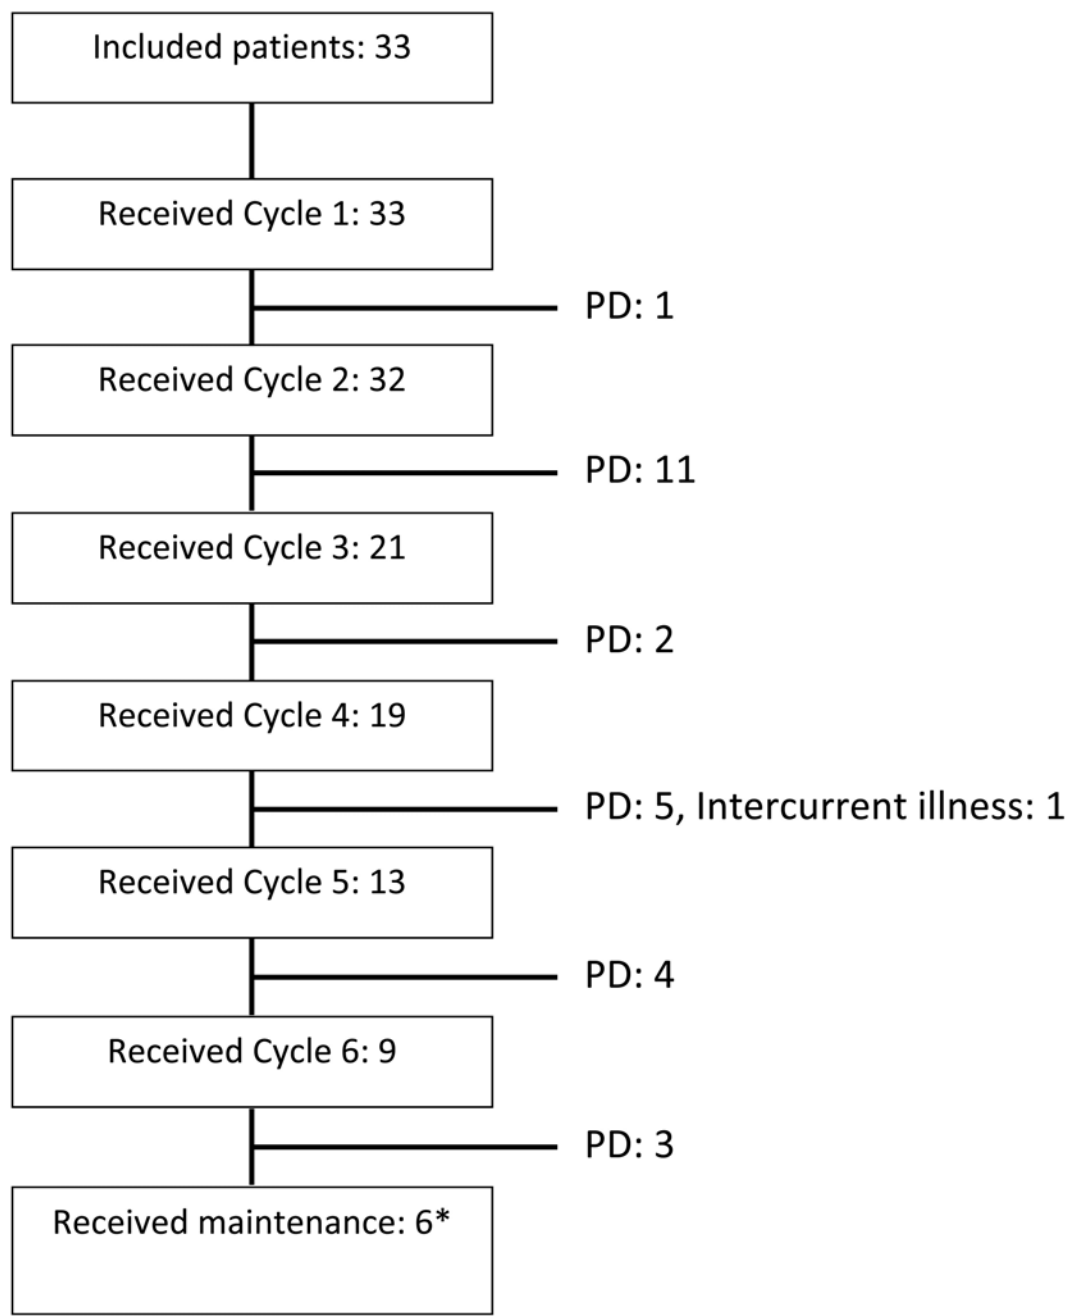 Included patients: 33
Received Cycle 1: 33
PD: 1
Received Cycle 2: 32
PD: 11
Received Cycle 3: 21
PD: 2
Received Cycle 4: 19
PD: 5, Intercurrent illness: 1
Received Cycle 5: 13
PD: 4
Received Cycle 6: 9
PD: 3
Received maintenance: 6*